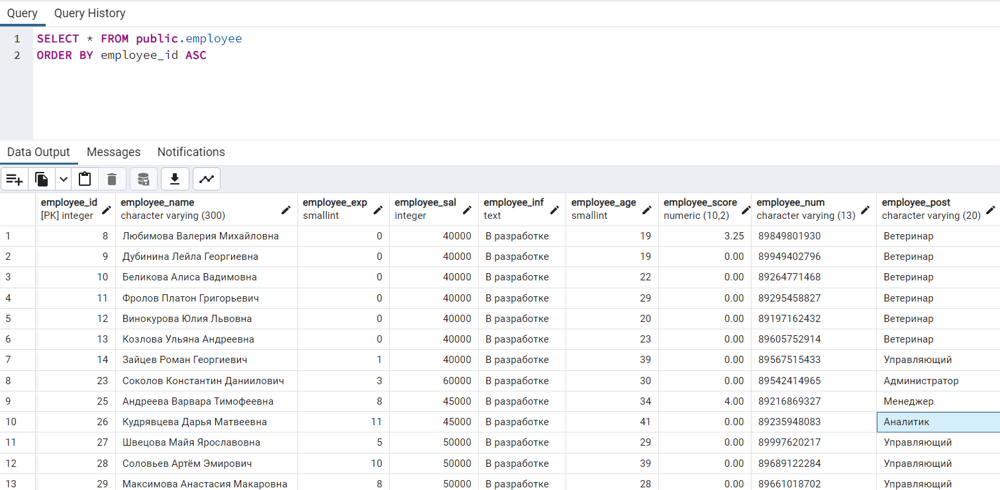 Query Query History
1 SELECT * FROM public.employee
2 ORDER BY employee_id ASC
Data Output Messages Notifications
employee_id employee_name employee_exp employee_sal employee_inf employee_age employee_score employee_num employee_post
[PK] integer character varying (300) smallint integer text smallint numeric (10,2) character varying (13) character varying (20)
1 8 Любимова Валерия Михайловна 0 40000 В разработке 19 3.25 89849801930 Ветеринар
2 9 Дубинина Лейла Георгиевна 0 40000 В разработке 19 0.00 89949402796 Ветеринар
3 10 Беликова Алиса Вадимовна 0 40000 В разработке 22 0.00 89264771468 Ветеринар
4 11 Фролов Платон Григорьевич 0 40000 В разработке 29 0.00 89295458827 Ветеринар
5 12 Винокурова Юлия Львовна 0 40000 В разработке 20 0.00 89197162432 Ветеринар
6 13 Козлова Ульяна Андреевна 0 40000 В разработке 23 0.00 89605752914 Ветеринар
7 14 Зайцев Роман Георгиевич 1 40000 В разработке 39 0.00 89567515433 Управляющий
8 23 Соколов Константин Даниилович 3 60000 В разработке 30 0.00 89542414965 Администратор
9 25 Андреева Варвара Тимофеевна 8 45000 В разработке 34 4.00 89216869327 Менеджер
10 26 Кудрявцева Дарья Матвеевна 11 45000 В разработке 41 0.00 89235948083 Аналитик
11 27 Швецова Майя Ярославовна 5 50000 В разработке 29 0.00 89997620217 Управляющий
12 28 Соловьев Артём Эмирович 10 50000 В разработке 39 0.00 89689122284 Управляющий
13 29 Максимова Анастасия Макаровна 8 50000 В разработке 28 0.00 89661018702 Управляющий